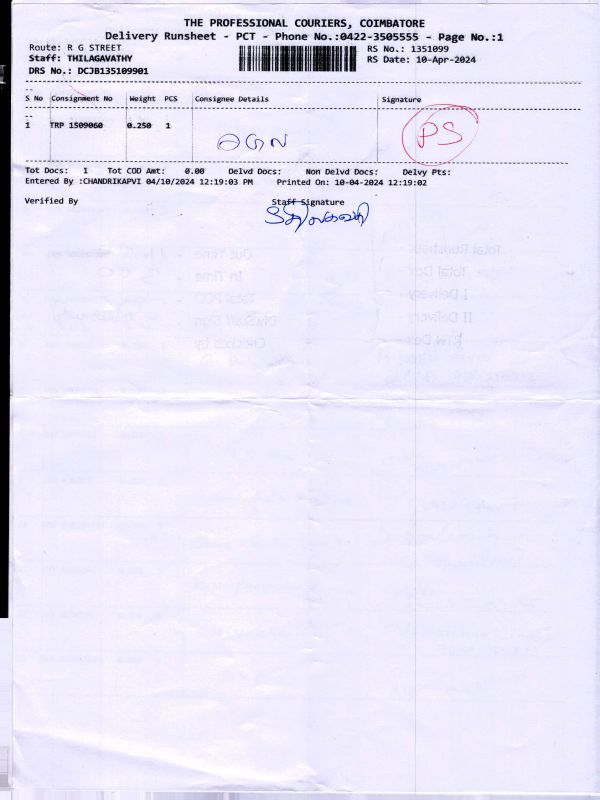 THE PROFESSIONAL COURIERS, COIMBATORE
Delivery Runsheet - PCT - Phone No.:0422-3505555 - Page No.:1
Route: R G STREET
RS No.: 1351099
Staff: THILAGAVATHY
RS Date: 10-Apr-2024
DRS No.: DCJB135109901
S No Consignment No Weight PCS Consignee Details Signature
1 TRP 1509060 0.250 1 PS
Tot Docs: 1 Tot COD Amt: 0.00 Delvd Docs: Non Delvd Docs: Delvy Pts:
Entered By :CHANDRIKAPVI 04/10/2024 12:19:03 PM Printed On: 10-04-2024 12:19:02
Verified By Staff Signature